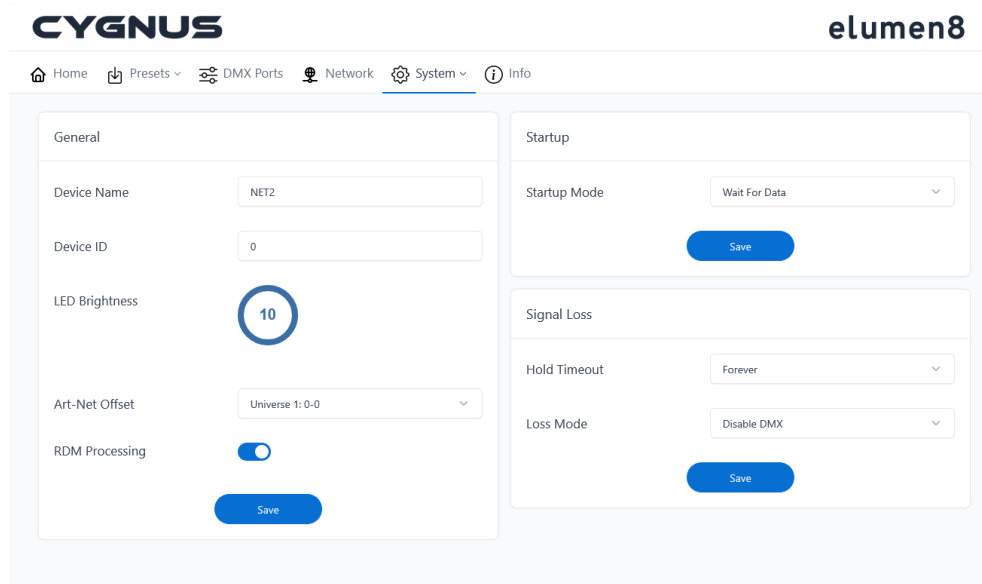 CYGNUS
elumen8
Home Presets DMX Ports Network System Info
General
Device Name NET2
Device ID 0
LED Brightness 10
Art-Net Offset Universe 1: 0-0
RDM Processing
Save
Startup
Startup Mode Wait For Data
Save
Signal Loss
Hold Timeout Forever
Loss Mode Disable DMX
Save